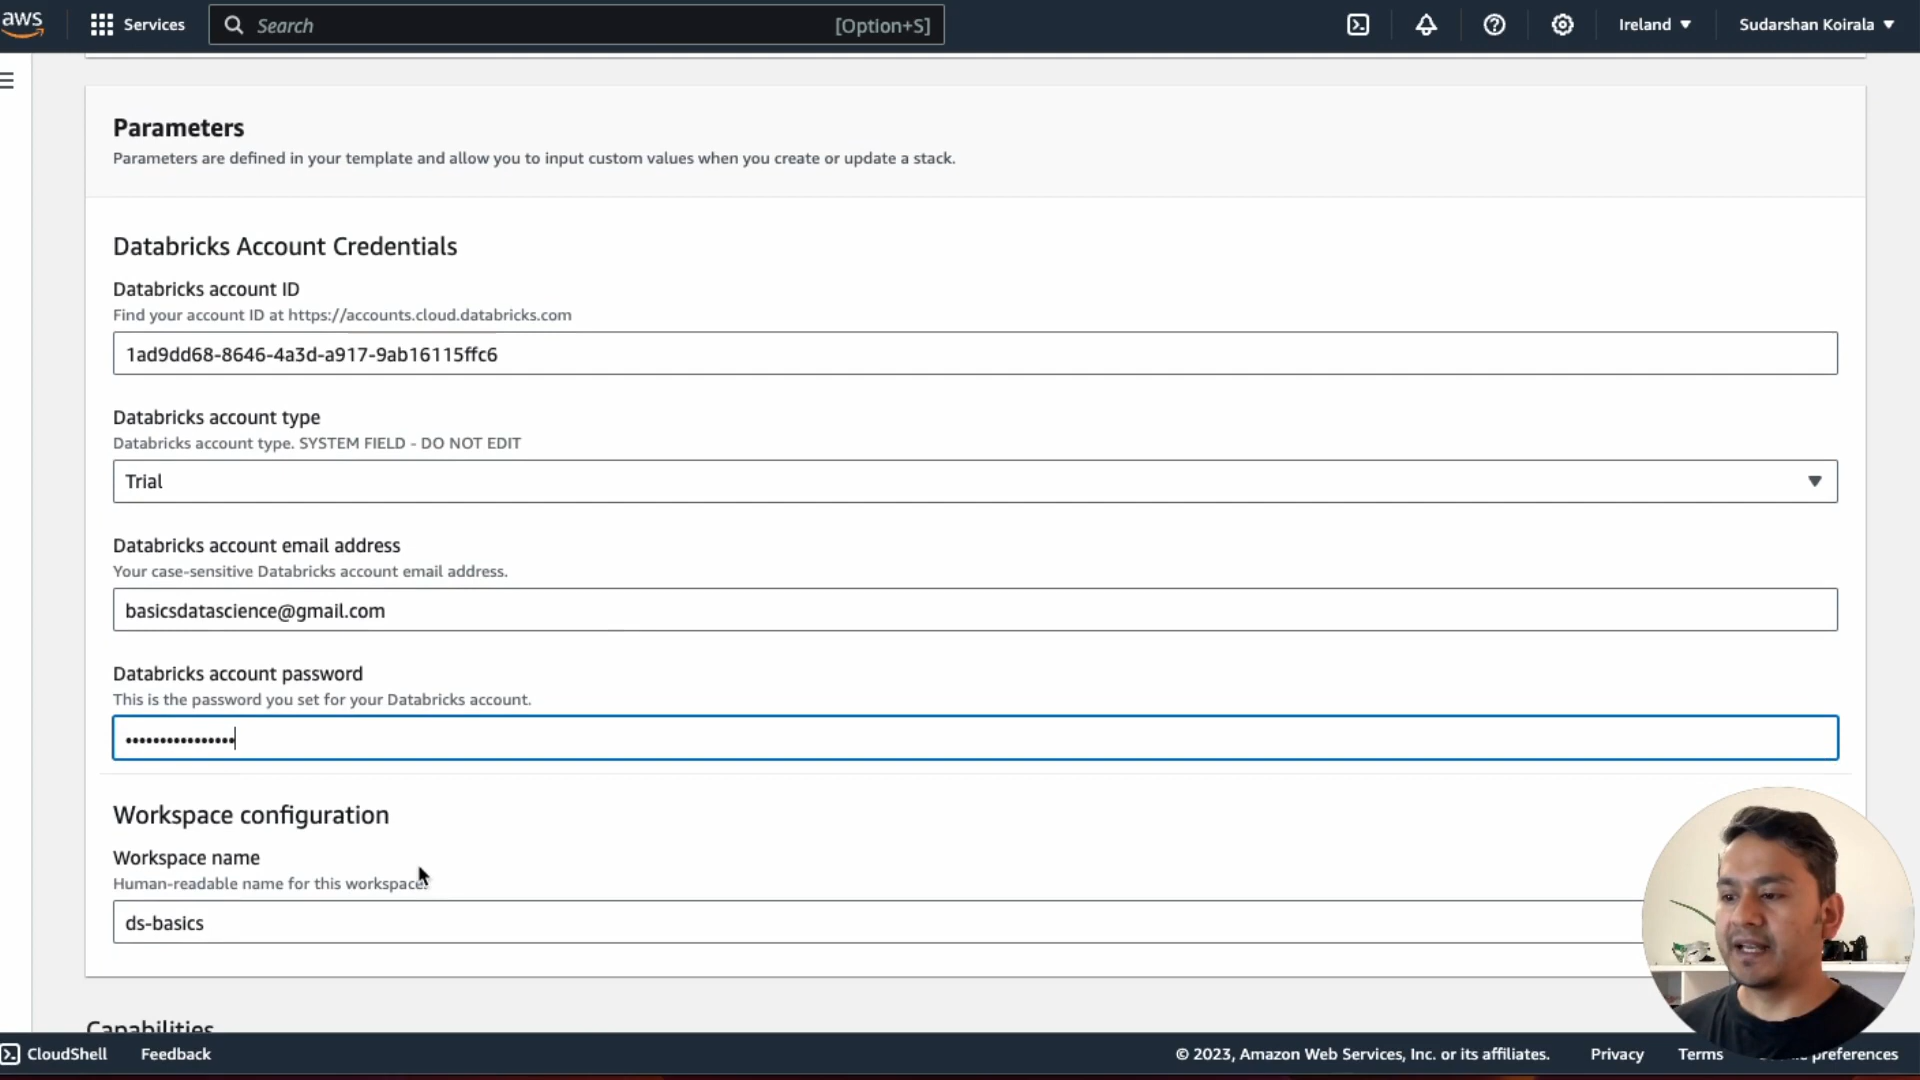 aws
Services
Search
[Option+S]
Ireland
Sudarshan Koirala
Parameters
Parameters are defined in your template and allow you to input custom values when you create or update a stack.
Databricks Account Credentials
Databricks account ID
Find your account ID at https://accounts.cloud.databricks.com
1ad9dd68-8646-4a3d-a917-9ab16115ffc6
Databricks account type
Databricks account type. SYSTEM FIELD - DO NOT EDIT
Trial
Databricks account email address
Your case-sensitive Databricks account email address.
basicsdatascience@gmail.com
Databricks account password
This is the password you set for your Databricks account.
••••••••••••••••
Workspace configuration
Workspace name
Human-readable name for this workspace.
ds-basics
Capabilities
CloudShell
Feedback
© 2023, Amazon Web Services, Inc. or its affiliates.
Privacy
Terms
preferences